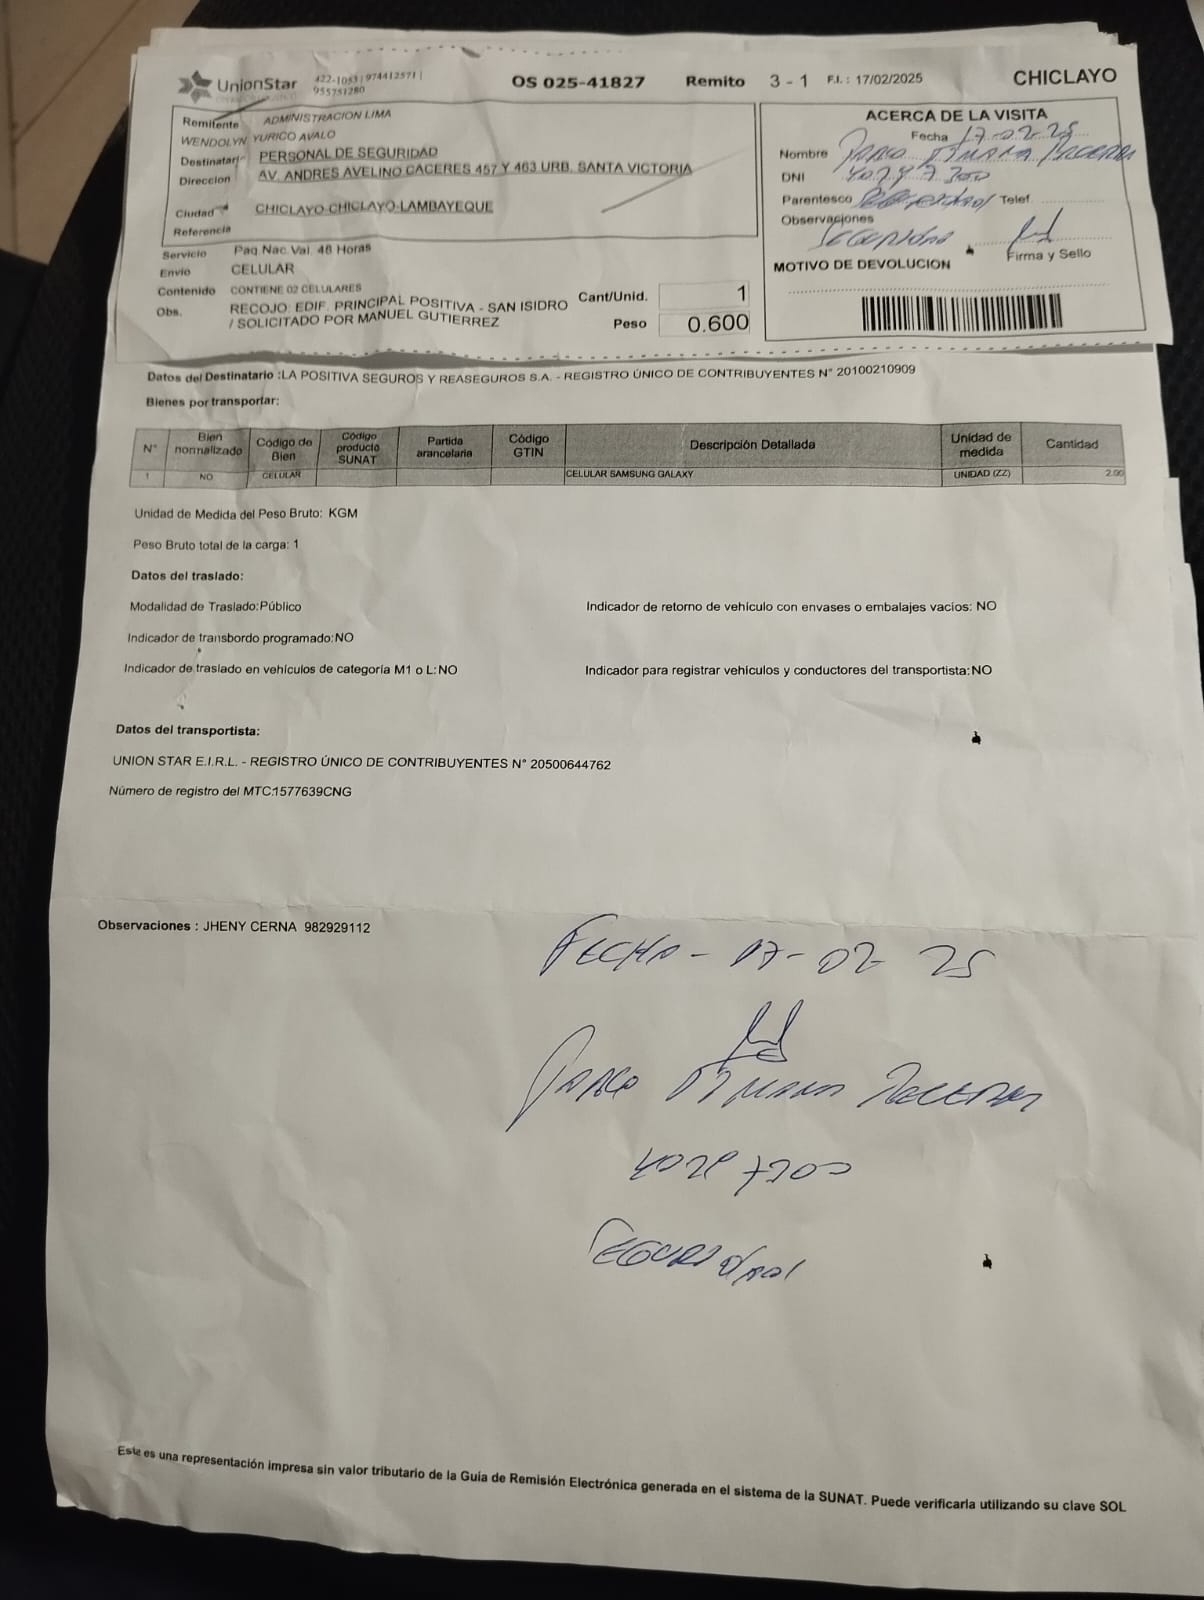 UnionStar
422-1053 | 974412571 |
955751280
OS 025-41827 Remito 3 - 1 F.I. : 17/02/2025 CHICLAYO
Remitente ADMINISTRACION LIMA
WENDOLYN YURICO AVALO
Destinatari PERSONAL DE SEGURIDAD
Direccion AV. ANDRES AVELINO CACERES 457 Y 463 URB. SANTA VICTORIA
Ciudad CHICLAYO-CHICLAYO-LAMBAYEQUE
Referencia
Servicio Paq Nac Val. 48 Horas
Envio CELULAR
Contenido CONTIENE 02 CELULARES
Obs. RECOJO: EDIF. PRINCIPAL POSITIVA - SAN ISIDRO
/ SOLICITADO POR MANUEL GUTIERREZ
Cant/Unid. 1
Peso 0.600
ACERCA DE LA VISITA
Fecha 17-02-25
Nombre
DNI
Parentesco Telef.
Observaciones
Firma y Sello
MOTIVO DE DEVOLUCION
Datos del Destinatario :LA POSITIVA SEGUROS Y REASEGUROS S.A. - REGISTRO ÚNICO DE CONTRIBUYENTES N° 20100210909
Bienes por transportar:
N° Bien normalizado Código de Bien Código producto SUNAT Partida arancelaria Código GTIN Descripción Detallada Unidad de medida Cantidad
1 NO CELULAR CELULAR SAMSUNG GALAXY UNIDAD (ZZ) 2.00
Unidad de Medida del Peso Bruto: KGM
Peso Bruto total de la carga: 1
Datos del traslado:
Modalidad de Traslado:Público Indicador de retorno de vehículo con envases o embalajes vacios: NO
Indicador de transbordo programado:NO
Indicador de traslado en vehículos de categoría M1 o L:NO Indicador para registrar vehículos y conductores del transportista:NO
Datos del transportista:
UNION STAR E.I.R.L. - REGISTRO ÚNICO DE CONTRIBUYENTES N° 20500644762
Número de registro del MTC:1577639CNG
Observaciones : JHENY CERNA 982929112
FECHA - 17-02 25
SEGURIDAD
Esta es una representación impresa sin valor tributario de la Guía de Remisión Electrónica generada en el sistema de la SUNAT. Puede verificarla utilizando su clave SOL